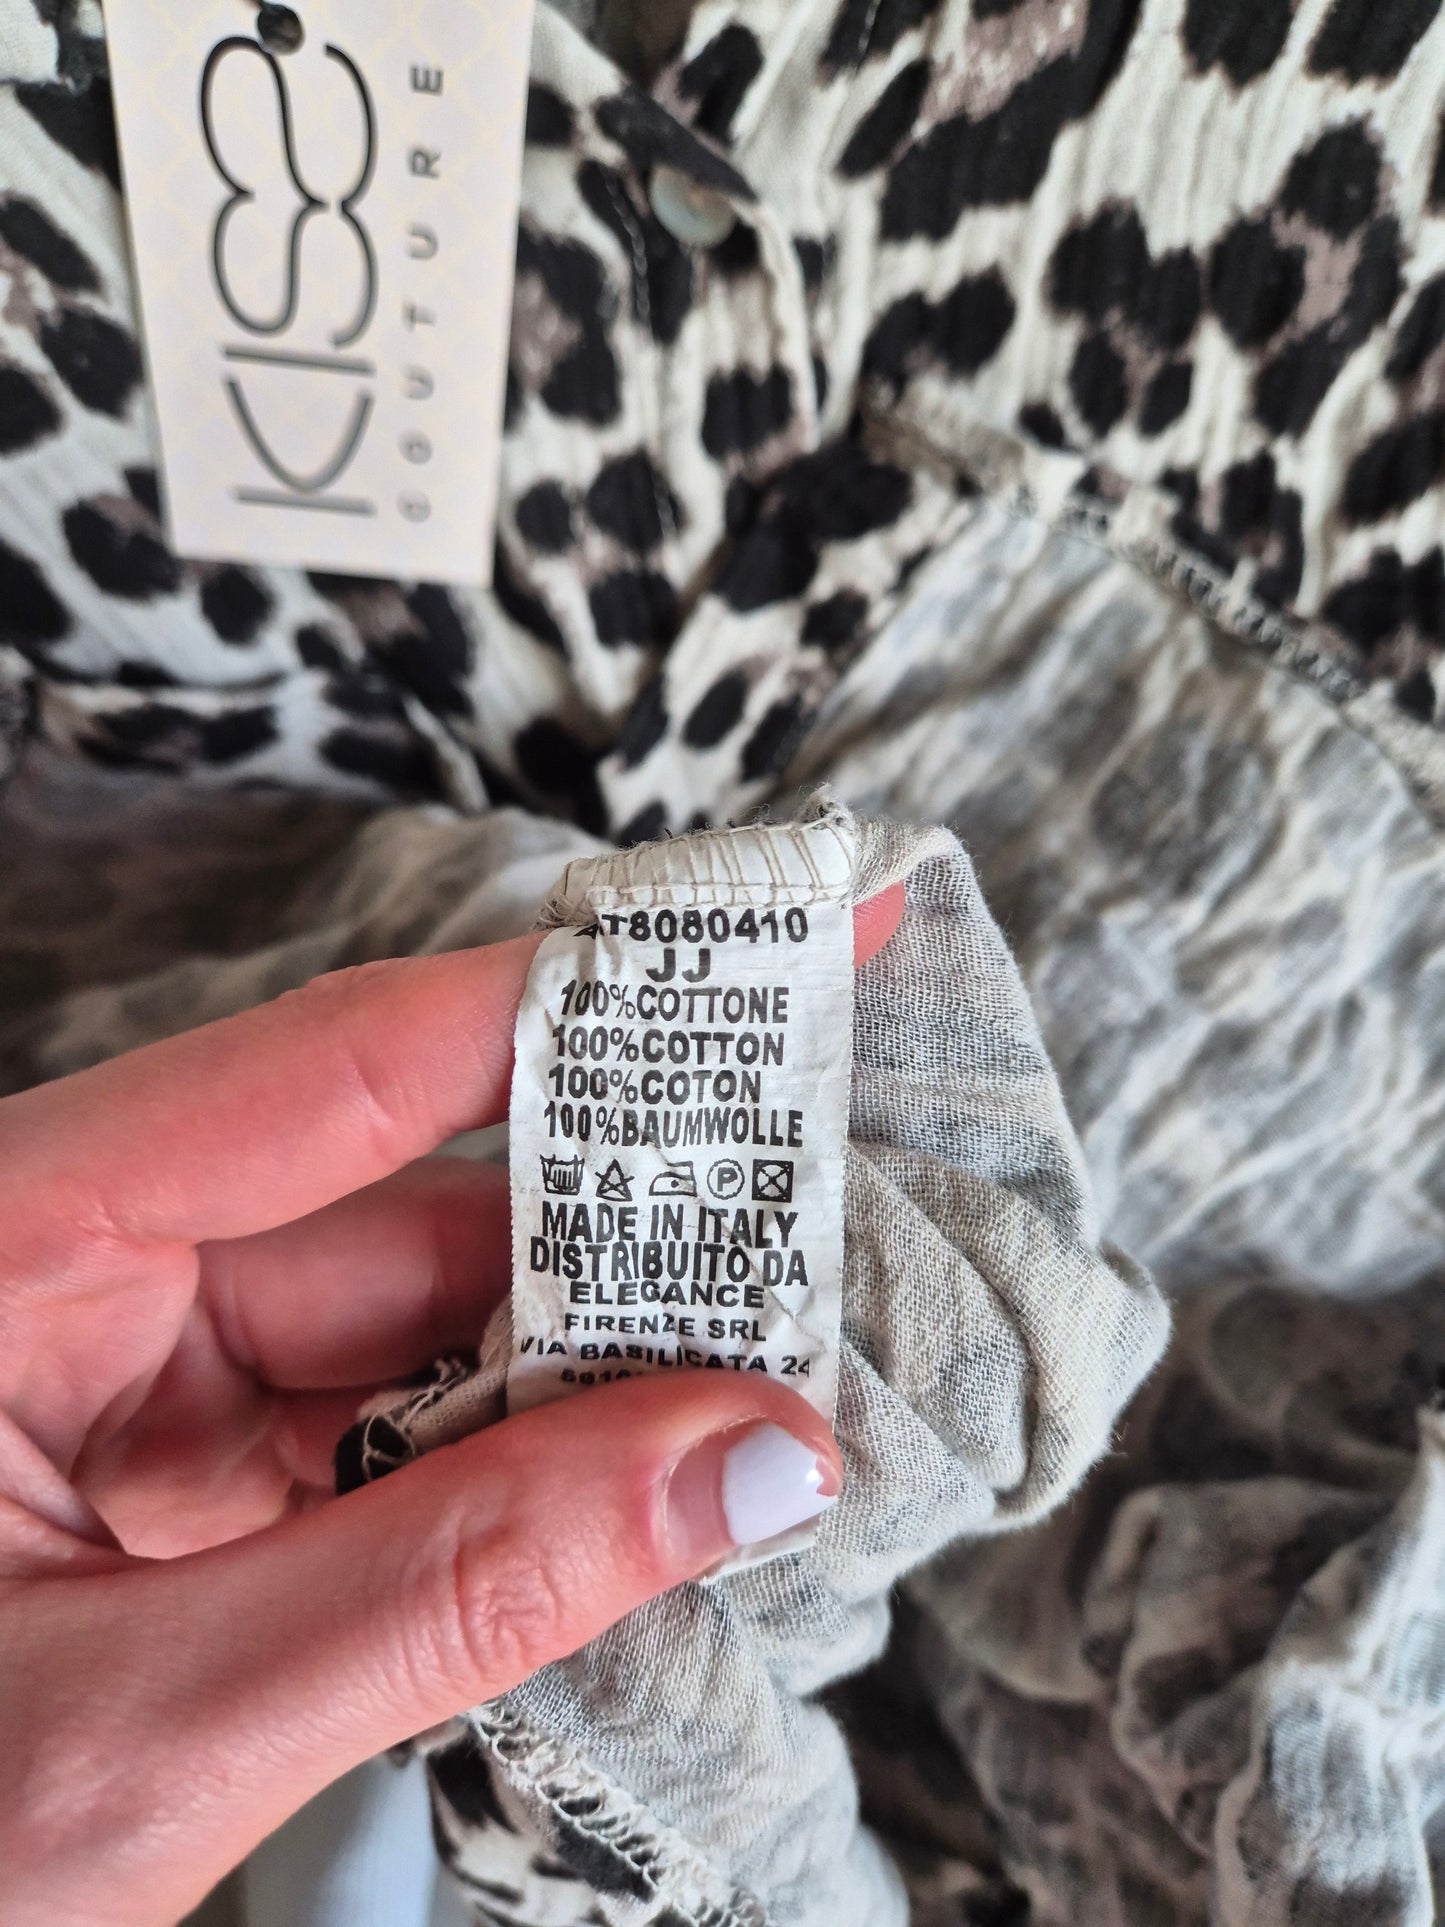 KISS
COUTURE
AT8080410
JJ
100%COTTONE
100%COTTON
100%COTON
100%BAUMWOLLE
P
MADE IN ITALY
DISTRIBUITO DA
ELEGANCE
FIRENZE SRL
VIA BASILICATA 24